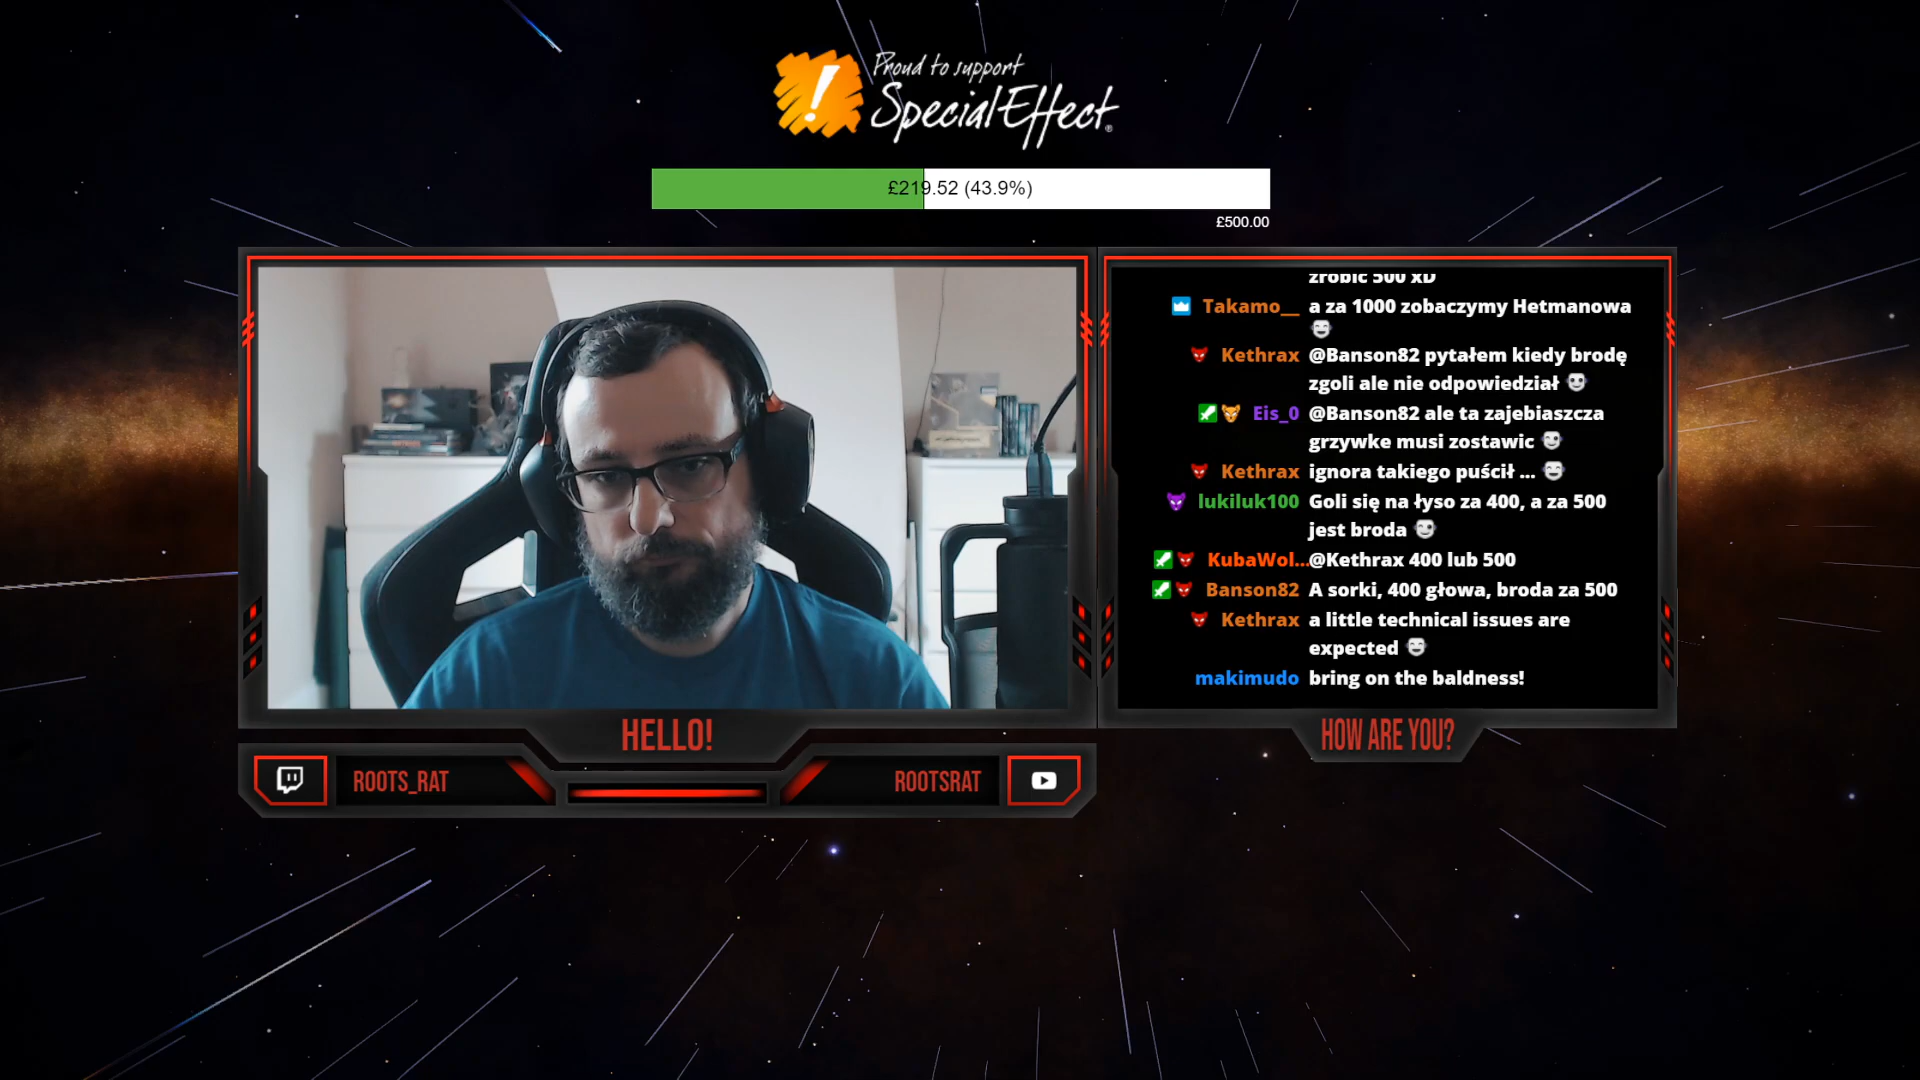 Proud to support
SpecialEffect®
£219.52 (43.9%)
£500.00
zrobić 500 xD
Takamo__ a za 1000 zobaczymy Hetmanowa
Kethrax @Banson82 pytałem kiedy brodę
zgoli ale nie odpowiedział
Eis_0 @Banson82 ale ta zajebiaszcza
grzywke musi zostawic
Kethrax ignora takiego puścił ...
lukiluk100 Goli się na łyso za 400, a za 500
jest broda
KubaWol... @Kethrax 400 lub 500
Banson82 A sorki, 400 głowa, broda za 500
Kethrax a little technical issues are
expected
makimudo bring on the baldness!
HELLO!
HOW ARE YOU?
ROOTS_RAT
ROOTSRAT